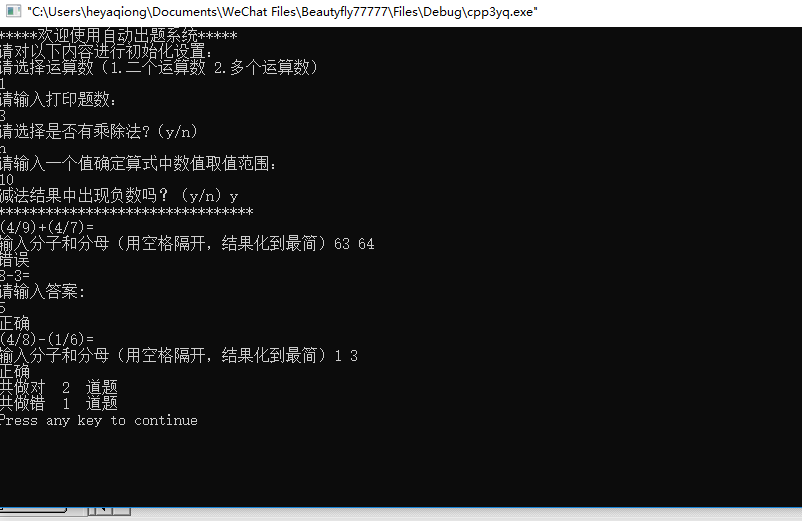 "C:\Users\heyaqiong\Documents\WeChat Files\Beautyfly77777\Files\Debug\cpp3yq.exe"
*****欢迎使用自动出题系统*****
请对以下内容进行初始化设置:
请选择运算数（1.二个运算数 2.多个运算数）
1
请输入打印题数:
3
请选择是否有乘除法？(y/n)
n
请输入一个值确定算式中数值取值范围:
10
减法结果中出现负数吗？（y/n）y
********************************
(4/9)+(4/7)=
输入分子和分母（用空格隔开，结果化到最简）63 64
错误
8-3=
请输入答案:
5
正确
(4/8)-(1/6)=
输入分子和分母（用空格隔开，结果化到最简）1 3
正确
共做对 2 道题
共做错 1 道题
Press any key to continue